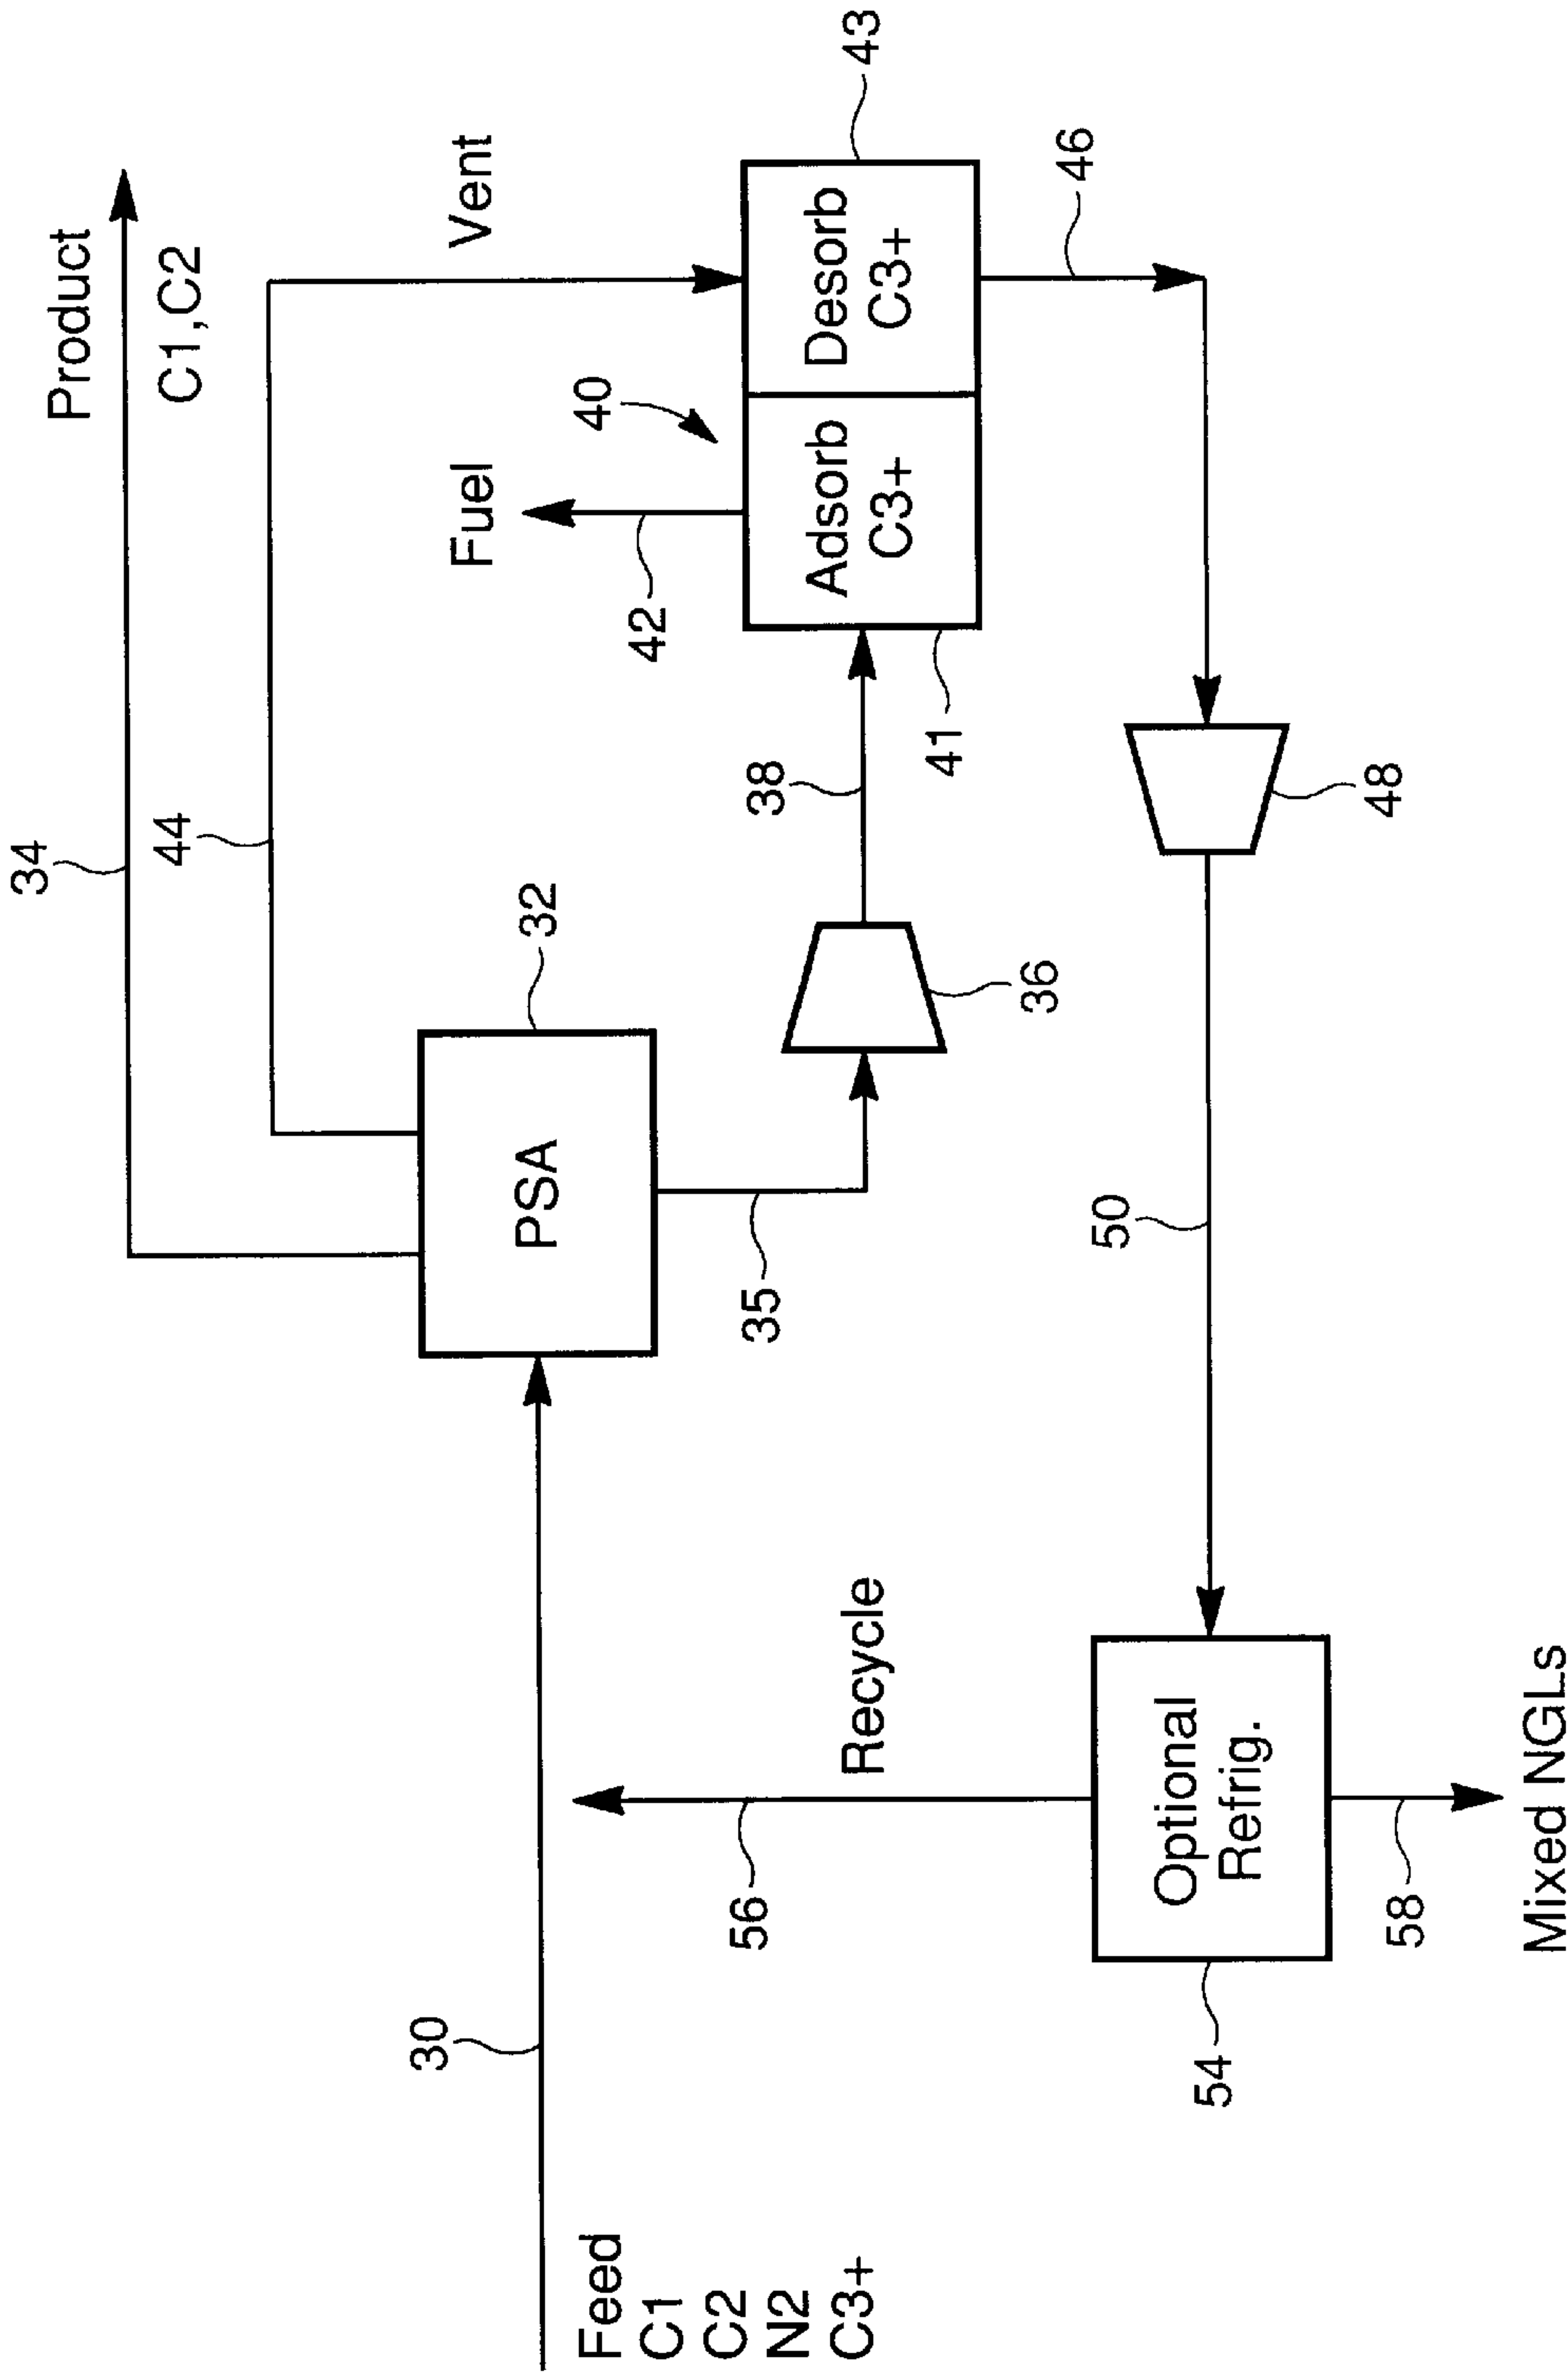 34
Product
C1,C2
44
Vent
32
PSA
Fuel
40
42
Adsorb
C3+
Desorb
C3+
43
41
46
35
36
38
48
50
30
Feed
C1
C2
N2
C3+
Recycle
56
Optional
Refrig.
54
58
Mixed NGLs